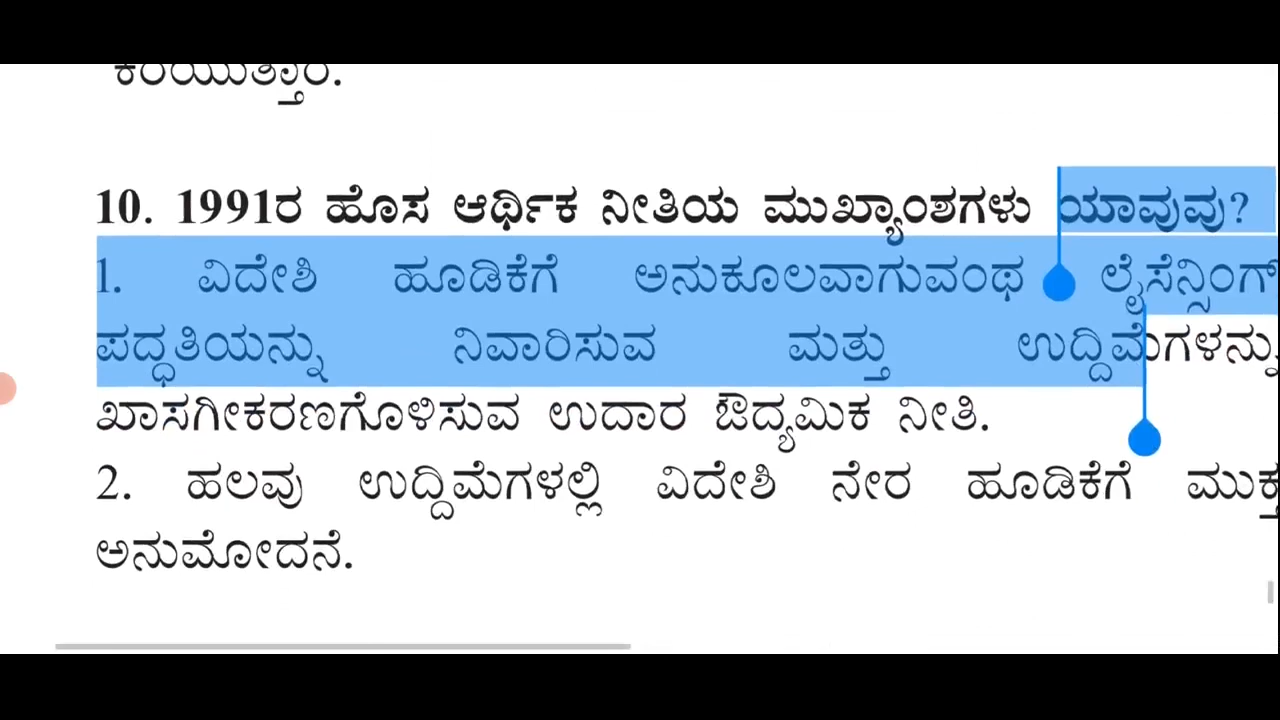 ಕರೆಯುತ್ತಾರೆ.
10. 1991ರ ಹೊಸ ಆರ್ಥಿಕ ನೀತಿಯ ಮುಖ್ಯಾಂಶಗಳು ಯಾವುವು?
1. ವಿದೇಶಿ ಹೂಡಿಕೆಗೆ ಅನುಕೂಲವಾಗುವಂಥ ಲೈಸೆನ್ಸಿಂಗ್
ಪದ್ಧತಿಯನ್ನು ನಿವಾರಿಸುವ ಮತ್ತು ಉದ್ದಿಮೆಗಳನ್ನು
ಖಾಸಗೀಕರಣಗೊಳಿಸುವ ಉದಾರ ಔದ್ಯಮಿಕ ನೀತಿ.
2. ಹಲವು ಉದ್ದಿಮೆಗಳಲ್ಲಿ ವಿದೇಶಿ ನೇರ ಹೂಡಿಕೆಗೆ ಮುಕ್ತ
ಅನುಮೋದನೆ.